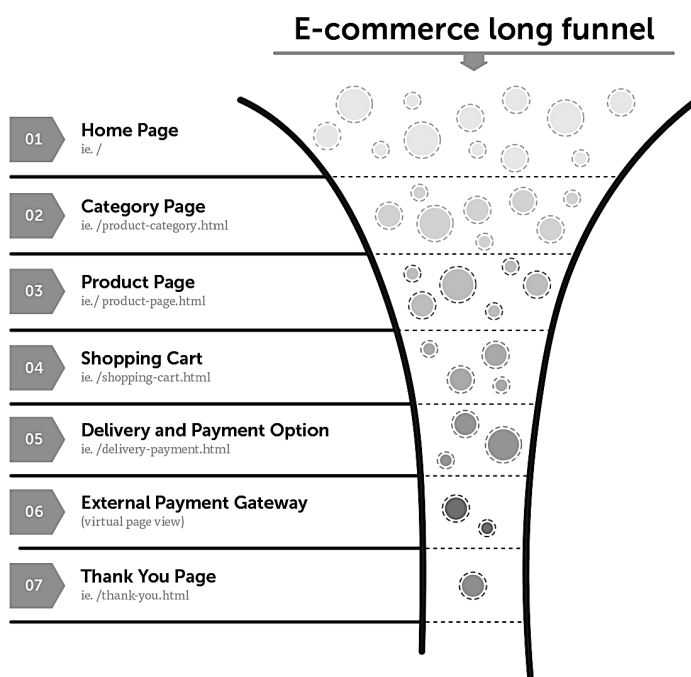 E-commerce long funnel
01
Home Page
ie. /
02
Category Page
ie. /product-category.html
03
Product Page
ie./ product-page.html
04
Shopping Cart
ie. /shopping-cart.html
05
Delivery and Payment Option
ie. /delivery-payment.html
06
External Payment Gateway
(virtual page view)
07
Thank You Page
ie. /thank-you.html